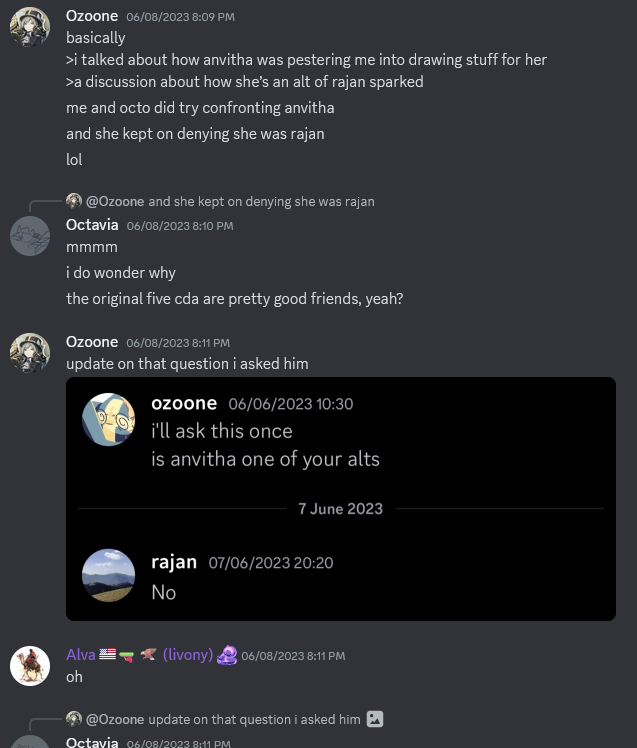 Ozoone 06/08/2023 8:09 PM
basically
>i talked about how anvitha was pestering me into drawing stuff for her
>a discussion about how she's an alt of rajan sparked
me and octo did try confronting anvitha
and she kept on denying she was rajan
lol
@Ozoone and she kept on denying she was rajan
Octavia 06/08/2023 8:10 PM
mmmm
i do wonder why
the original five cda are pretty good friends, yeah?
Ozoone 06/08/2023 8:11 PM
update on that question i asked him
ozoone 06/06/2023 10:30
i'll ask this once
is anvitha one of your alts
7 June 2023
rajan 07/06/2023 20:20
No
Alva (livony) 06/08/2023 8:11 PM
oh
@Ozoone update on that question i asked him
Octavia 06/08/2023 8:11 PM